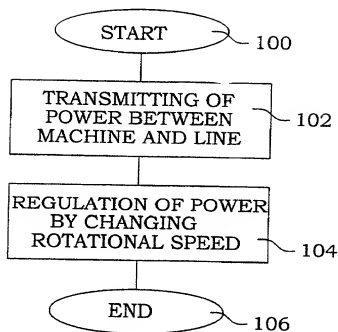 START
100
TRANSMITTING OF
POWER BETWEEN
MACHINE AND LINE
102
REGULATION OF POWER
BY CHANGING
ROTATIONAL SPEED
104
END
106